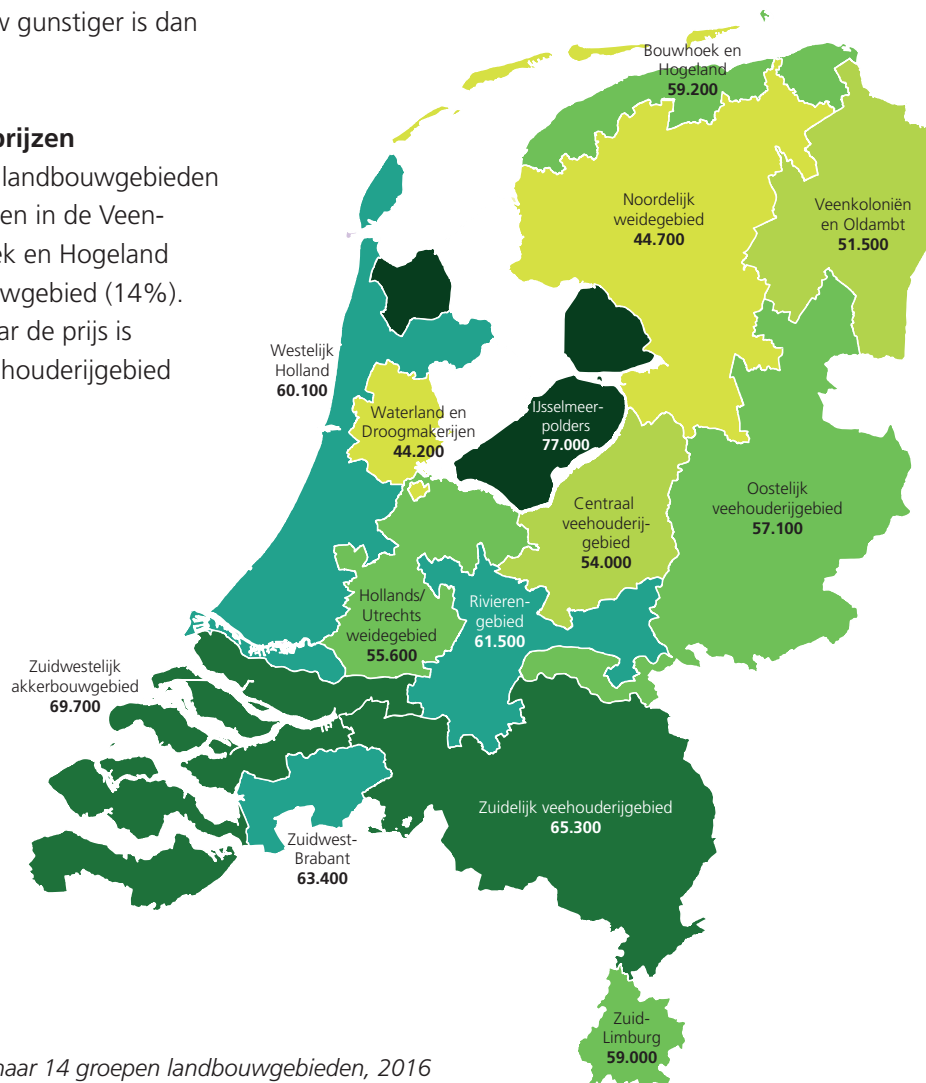 w gunstiger is dan
prijzen
landbouwgebieden
en in de Veen-
ek en Hogeland
wgebied (14%).
ar de prijs is
houderijgebied
Bouwhoek en
Hogeland
59.200
Noordelijk
weidegebied
44.700
Veenkoloniën
en Oldambt
51.500
Westelijk
Holland
60.100
Waterland en
Droogmakerijen
44.200
IJsselmeer-
polders
77.000
Centraal
veehouderij-
gebied
54.000
Oostelijk
veehouderijgebied
57.100
Hollands/
Utrechts
weidegebied
55.600
Rivieren-
gebied
61.500
Zuidwestelijk
akkerbouwgebied
69.700
Zuidelijk veehouderijgebied
65.300
Zuidwest-
Brabant
63.400
Zuid-
Limburg
59.000
naar 14 groepen landbouwgebieden, 2016